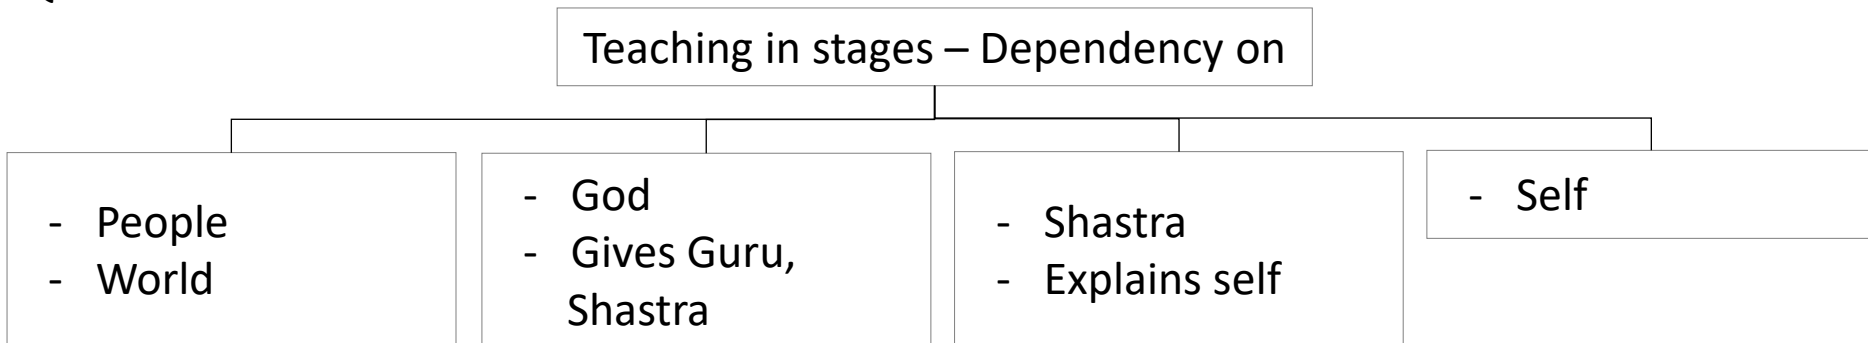 Teaching in stages – Dependency on
- People
- World
- God
- Gives Guru,
Shastra
- Shastra
- Explains self
- Self